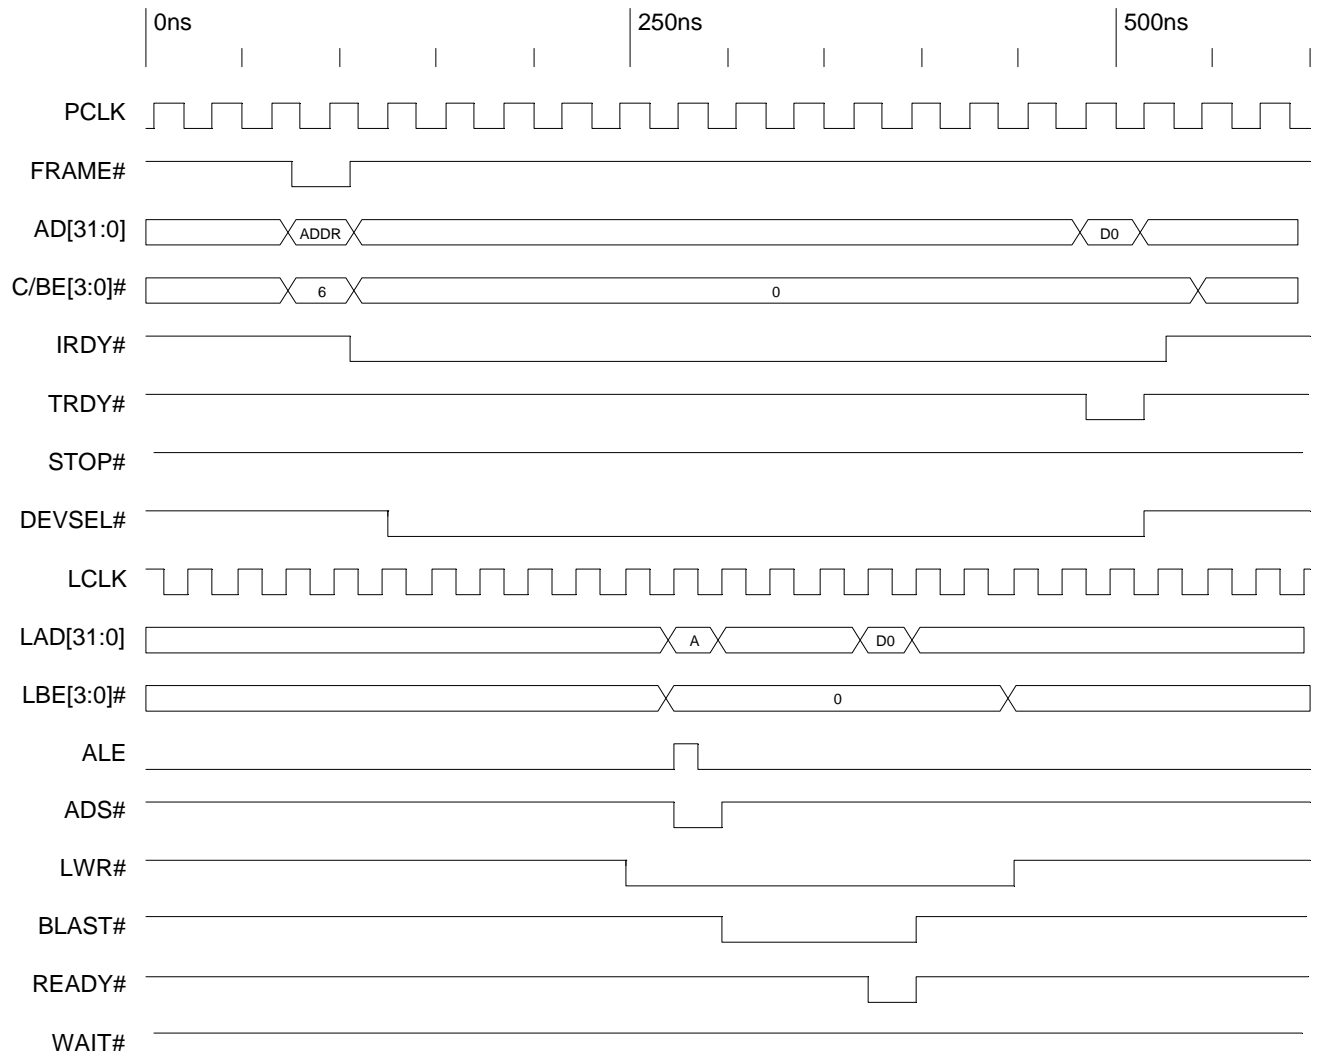 0ns 250ns 500ns
PCLK
FRAME#
AD[31:0] ADDR D0
C/BE[3:0]# 6 0
IRDY#
TRDY#
STOP#
DEVSEL#
LCLK
LAD[31:0] A D0
LBE[3:0]# 0
ALE
ADS#
LWR#
BLAST#
READY#
WAIT#